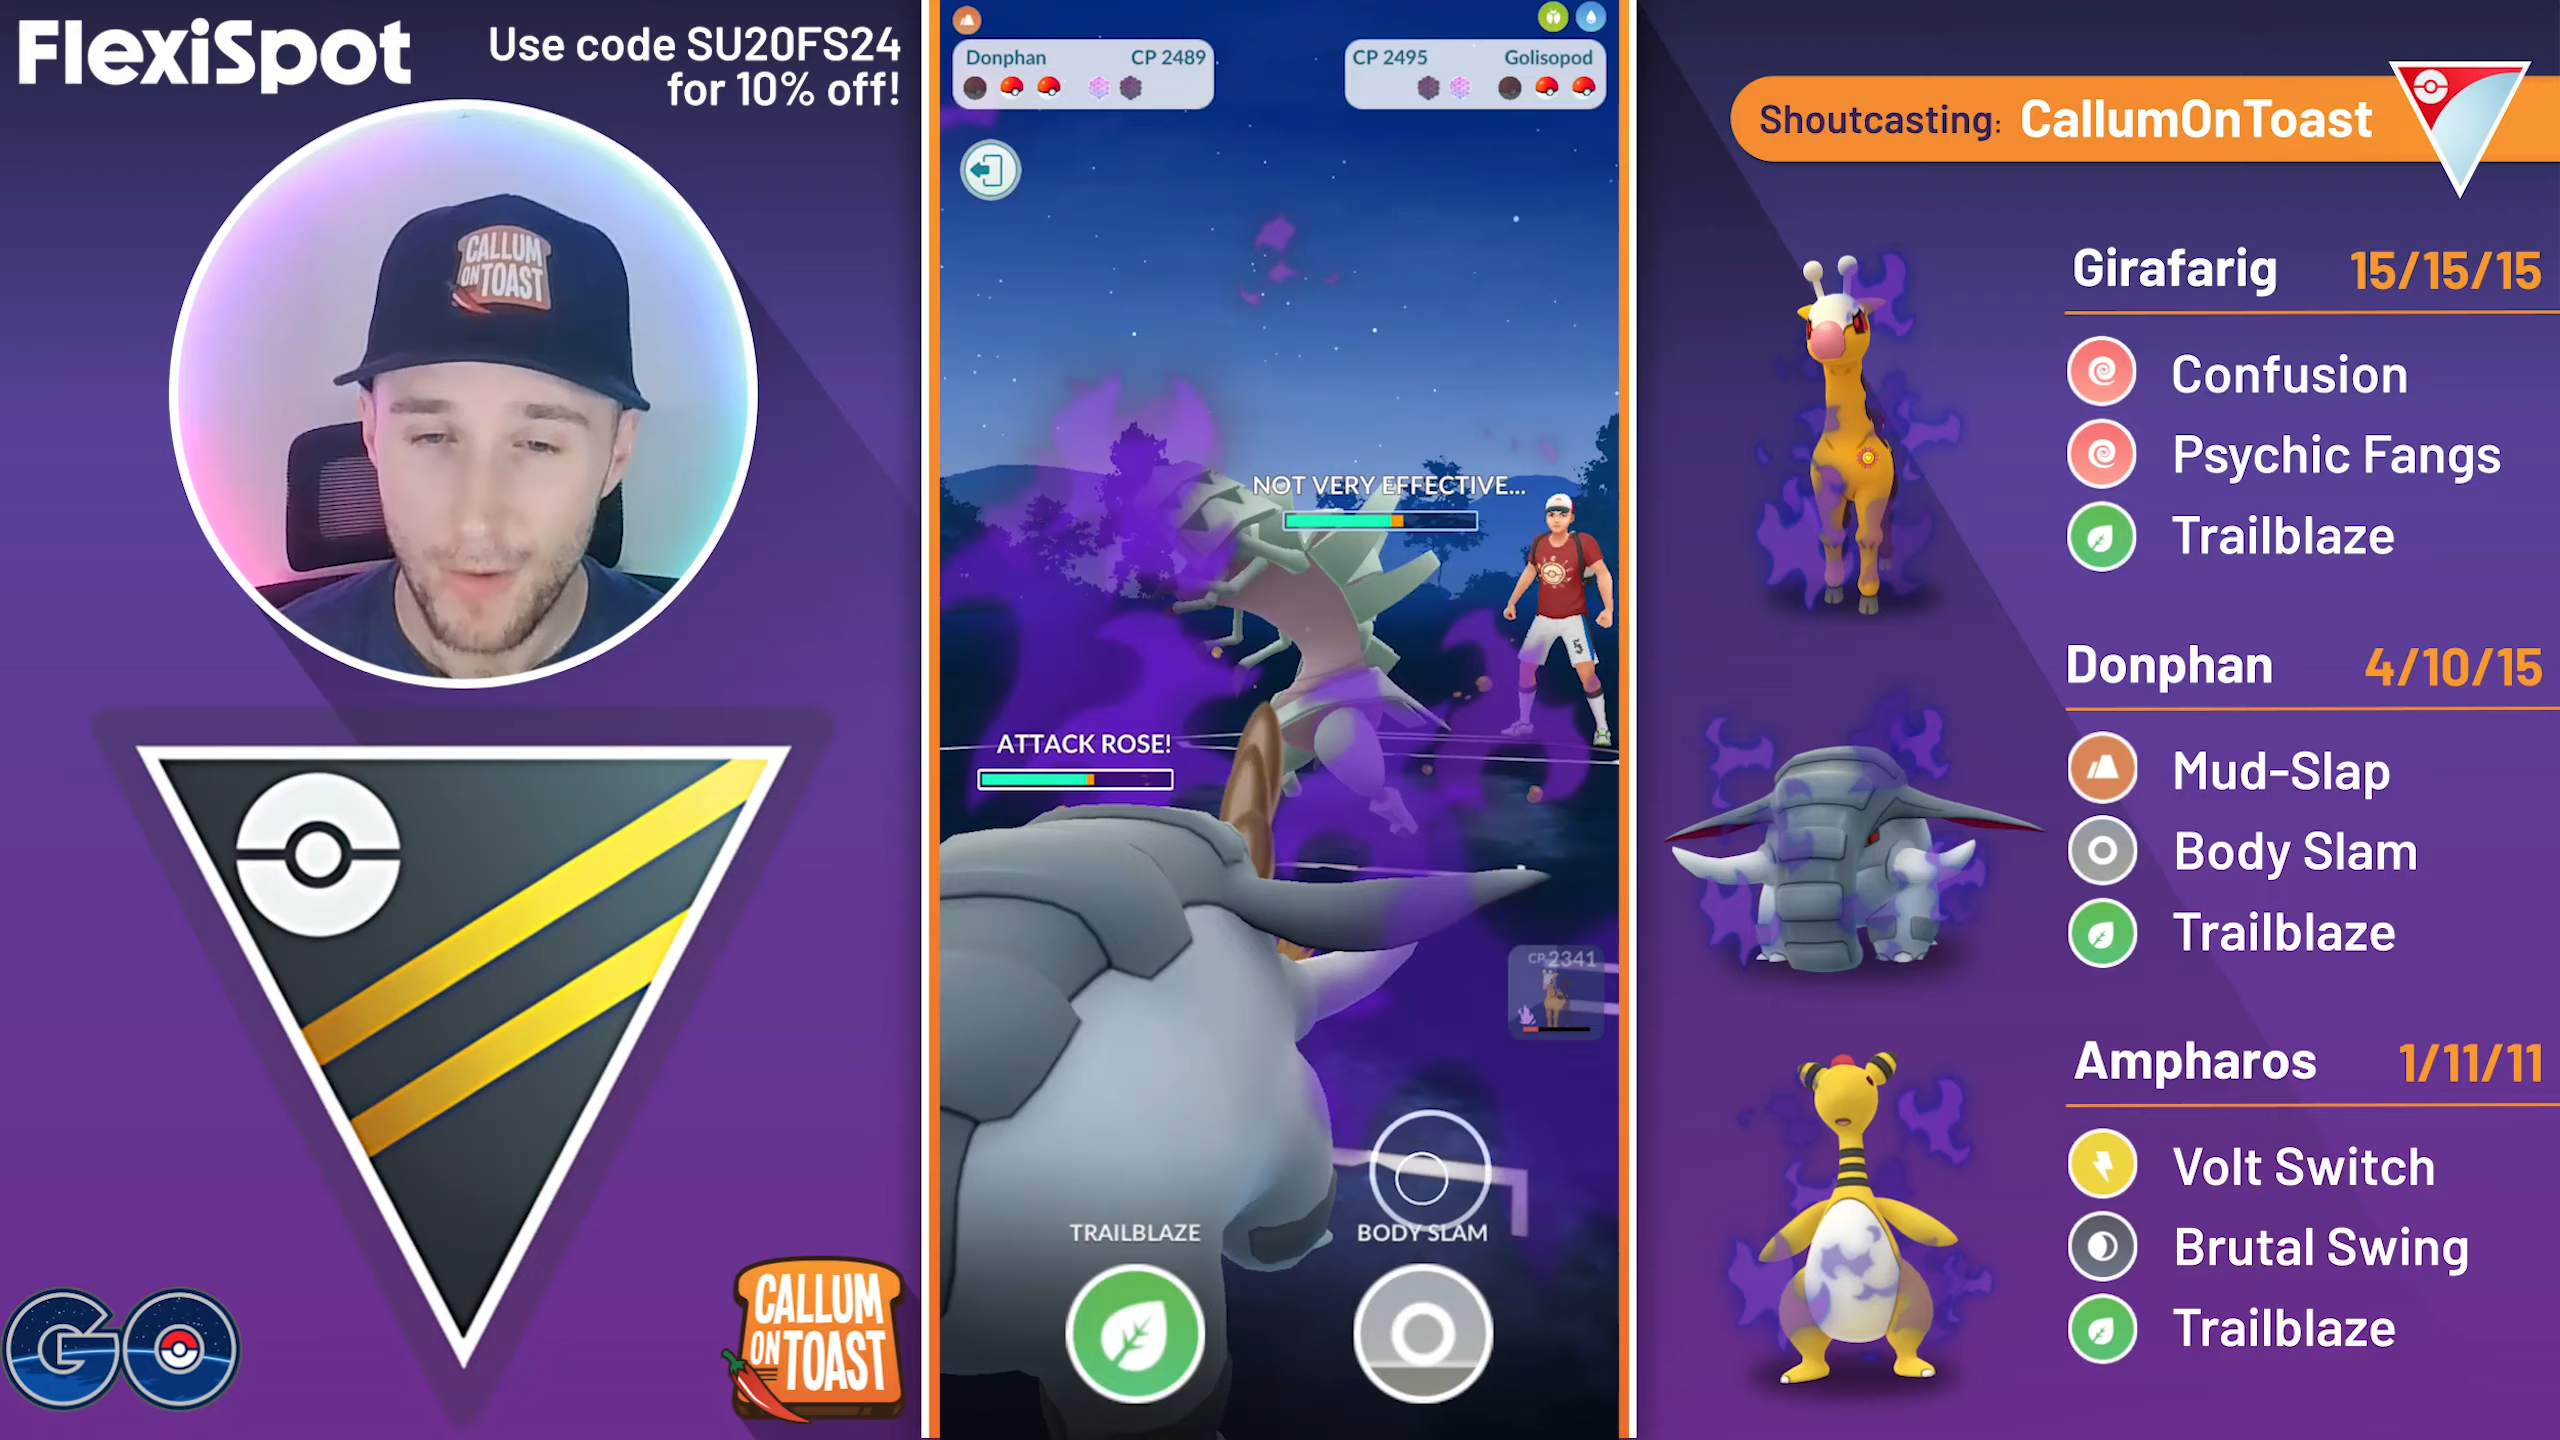 FlexiSpot
Use code SU20FS24
for 10% off!
CALLUM
ON TOAST
GO
CALLUM
ON TOAST
Donphan CP 2489
CP 2495 Golisopod
NOT VERY EFFECTIVE...
ATTACK ROSE!
CP 2341
TRAILBLAZE
BODY SLAM
Shoutcasting: CallumOnToast
Girafarig 15/15/15
Confusion
Psychic Fangs
Trailblaze
Donphan 4/10/15
Mud-Slap
Body Slam
Trailblaze
Ampharos 1/11/11
Volt Switch
Brutal Swing
Trailblaze